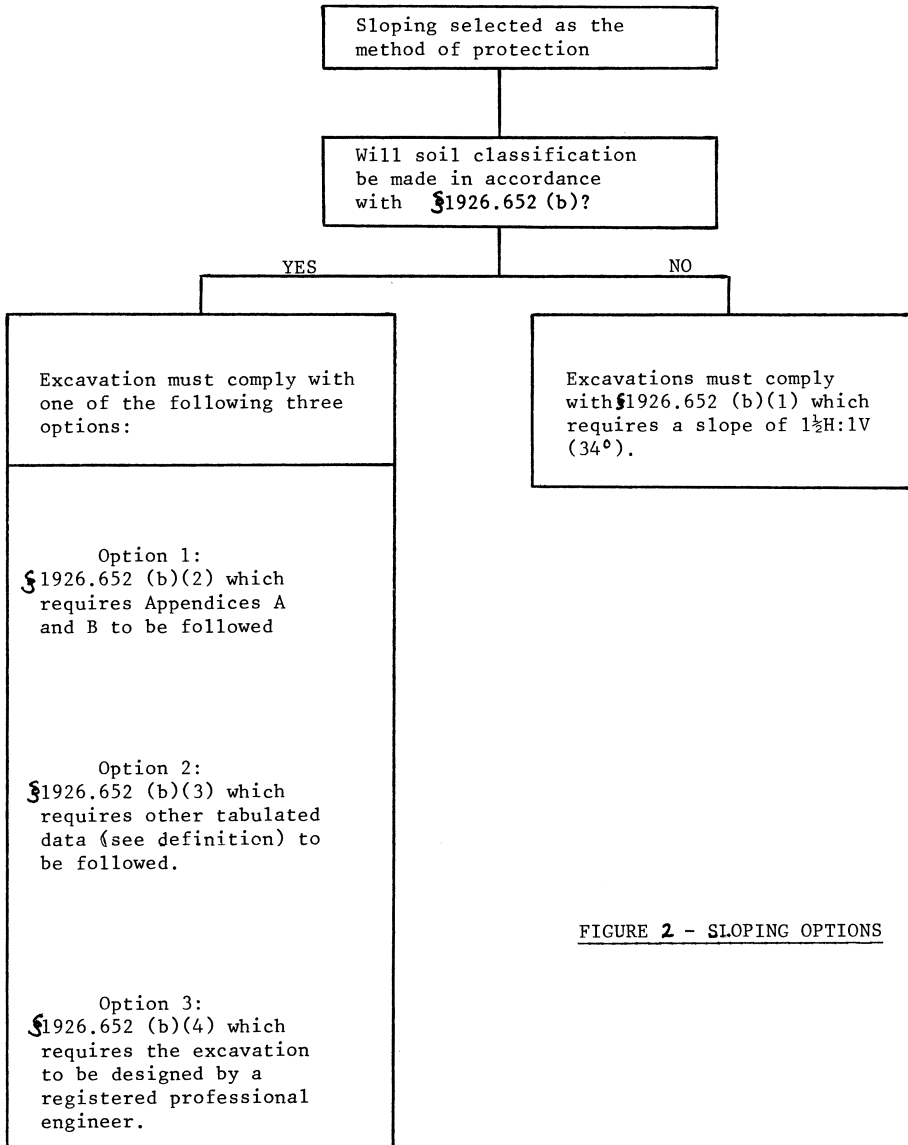 Sloping selected as the
method of protection
Will soil classification
be made in accordance
with §1926.652 (b)?
YES
NO
Excavation must comply with
one of the following three
options:
Option 1:
§1926.652 (b)(2) which
requires Appendices A
and B to be followed
Option 2:
§1926.652 (b)(3) which
requires other tabulated
data (see definition) to
be followed.
Option 3:
§1926.652 (b)(4) which
requires the excavation
to be designed by a
registered professional
engineer.
Excavations must comply
with §1926.652 (b)(1) which
requires a slope of 1½H:1V
(34°).
FIGURE 2 - SLOPING OPTIONS